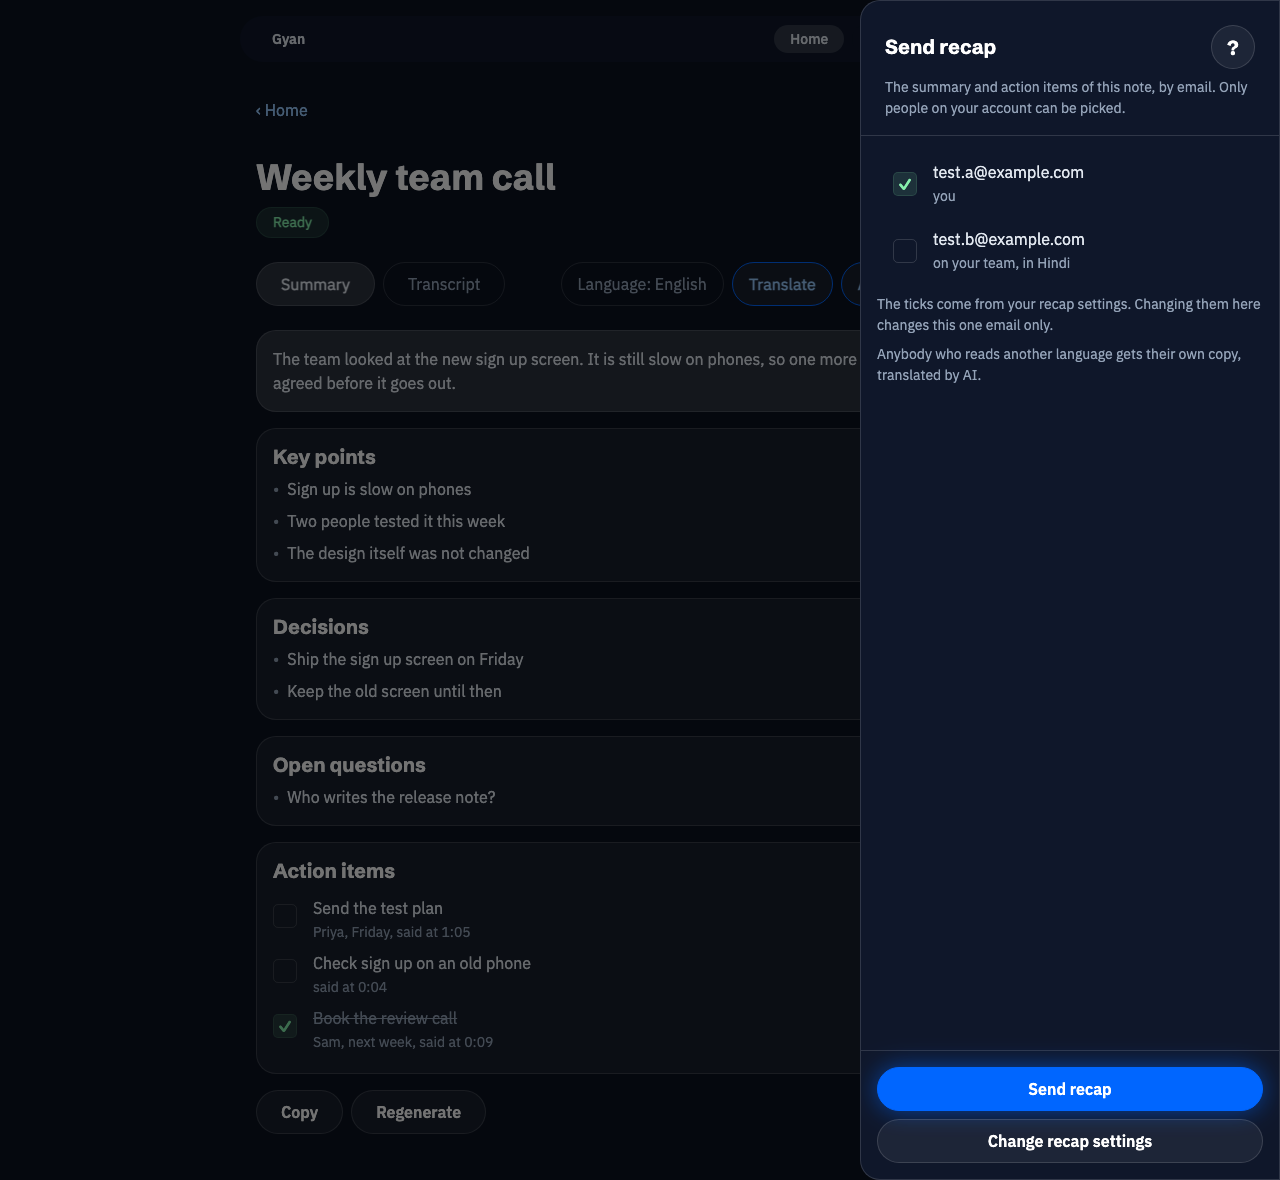 Gyan
Home
‹ Home
Weekly team call
Ready
Summary
Transcript
Language: English
Translate
The team looked at the new sign up screen. It is still slow on phones, so one more
agreed before it goes out.
Key points
• Sign up is slow on phones
• Two people tested it this week
• The design itself was not changed
Decisions
• Ship the sign up screen on Friday
• Keep the old screen until then
Open questions
• Who writes the release note?
Action items
Send the test plan
Priya, Friday, said at 1:05
Check sign up on an old phone
said at 0:04
Book the review call
Sam, next week, said at 0:09
Copy
Regenerate
Send recap
?
The summary and action items of this note, by email. Only
people on your account can be picked.
test.a@example.com
you
test.b@example.com
on your team, in Hindi
The ticks come from your recap settings. Changing them here
changes this one email only.
Anybody who reads another language gets their own copy,
translated by AI.
Send recap
Change recap settings